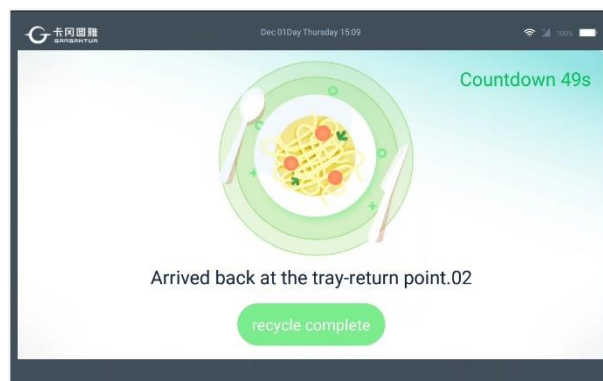 卡冈图雅
GARGANTUA
Dec 01Day Thursday 15:09
100%
Countdown 49s
Arrived back at the tray-return point.02
recycle complete